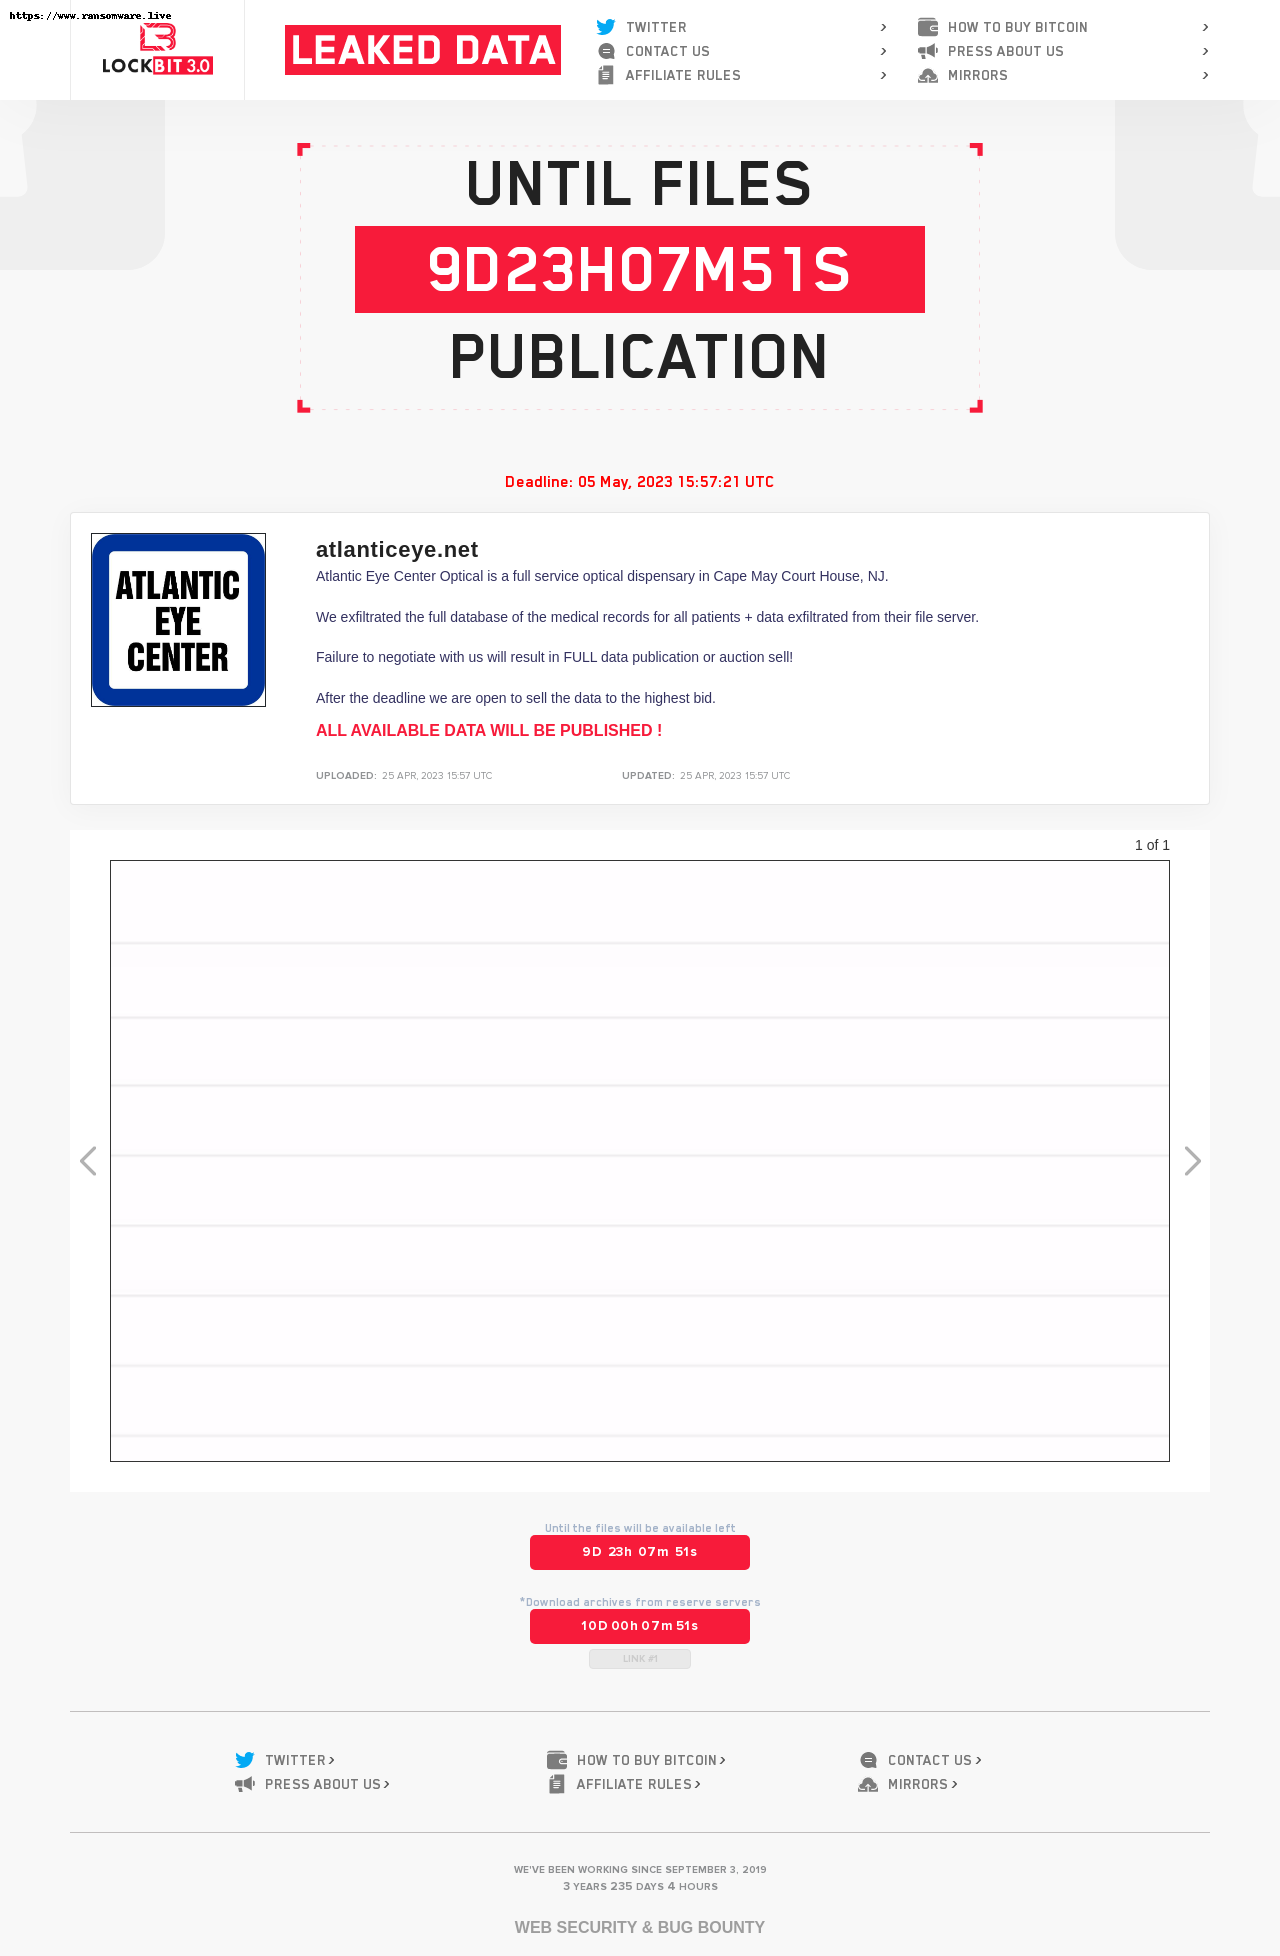 https://www.ransomware.live
LOCKBIT 3.0
LEAKED DATA
TWITTER
CONTACT US
AFFILIATE RULES
HOW TO BUY BITCOIN
PRESS ABOUT US
MIRRORS
UNTIL FILES
9D23H07M51S
PUBLICATION
Deadline: 05 May, 2023 15:57:21 UTC
ATLANTIC
EYE
CENTER
atlanticeye.net
Atlantic Eye Center Optical is a full service optical dispensary in Cape May Court House, NJ.
We exfiltrated the full database of the medical records for all patients + data exfiltrated from their file server.
Failure to negotiate with us will result in FULL data publication or auction sell!
After the deadline we are open to sell the data to the highest bid.
ALL AVAILABLE DATA WILL BE PUBLISHED !
UPLOADED: 25 APR, 2023 15:57 UTC
UPDATED: 25 APR, 2023 15:57 UTC
1 of 1
Until the files will be available left
9D 23h 07m 51s
*Download archives from reserve servers
10D 00h 07m 51s
LINK #1
TWITTER
HOW TO BUY BITCOIN
CONTACT US
PRESS ABOUT US
AFFILIATE RULES
MIRRORS
WE'VE BEEN WORKING SINCE SEPTEMBER 3, 2019
3 YEARS 235 DAYS 4 HOURS
WEB SECURITY & BUG BOUNTY